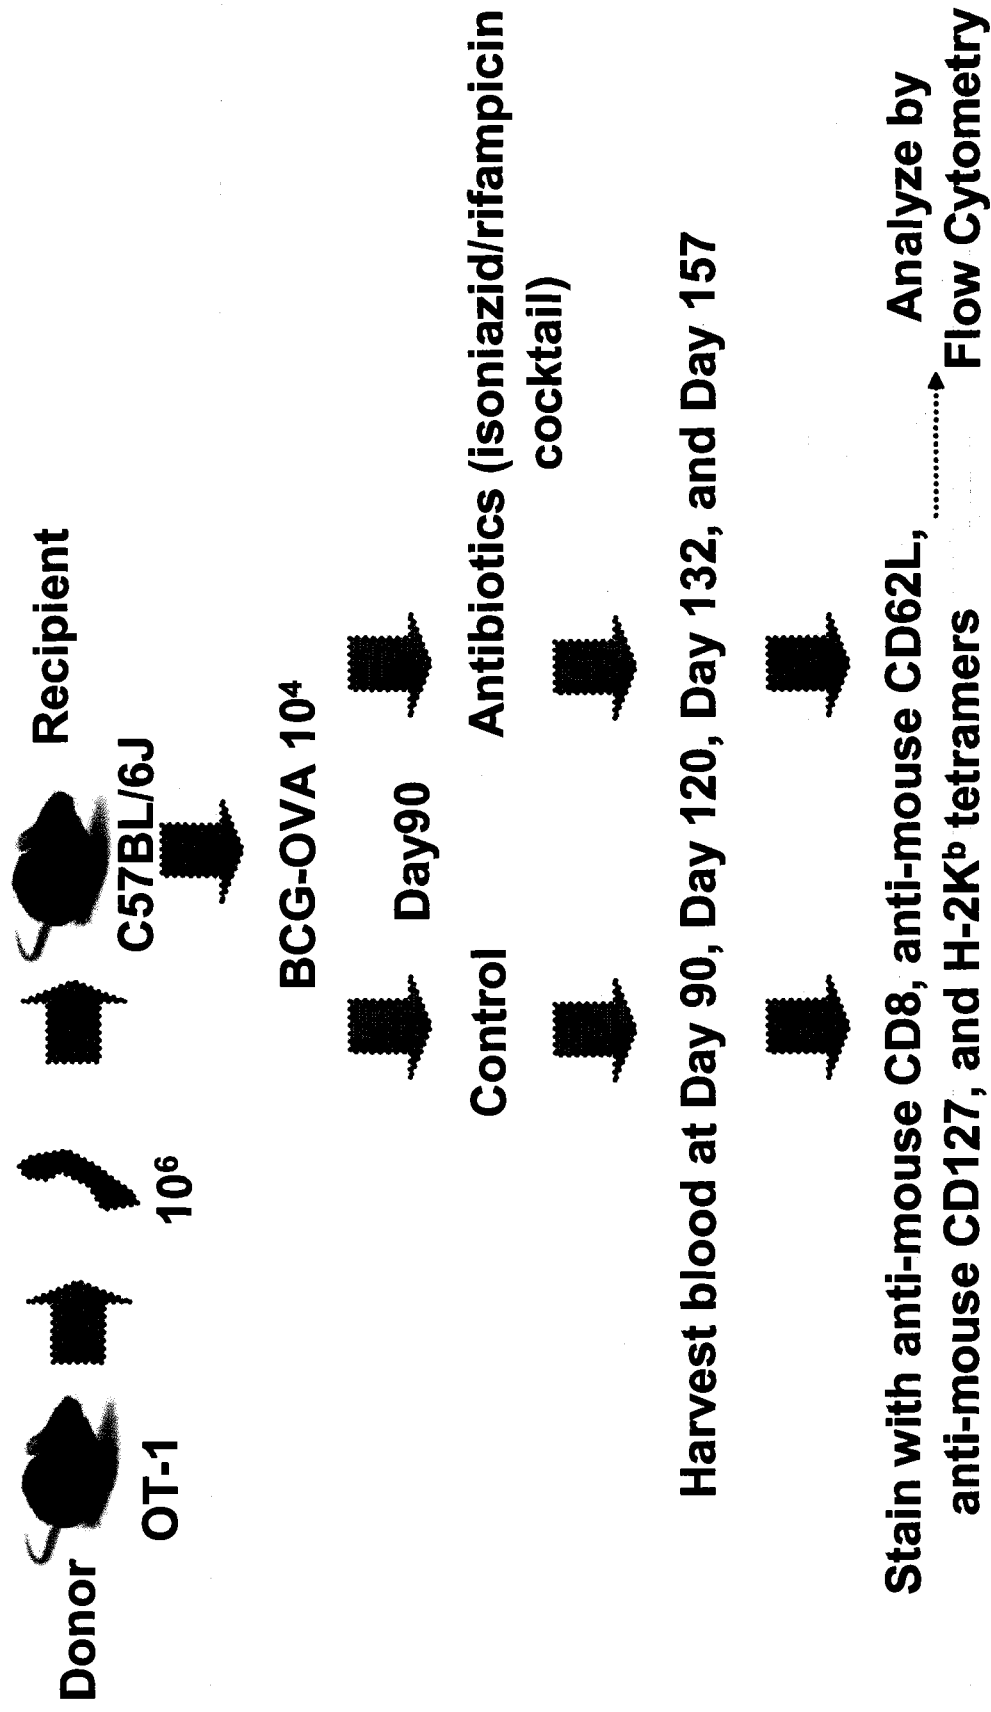 Donor
OT-1
10⁶
Recipient
C57BL/6J
BCG-OVA 10⁴
Day90
Control
Antibiotics (isoniazid/rifampicin
cocktail)
Harvest blood at Day 90, Day 120, Day 132, and Day 157
Stain with anti-mouse CD8, anti-mouse CD62L,
anti-mouse CD127, and H-2Kᵇ tetramers
Analyze by
Flow Cytometry